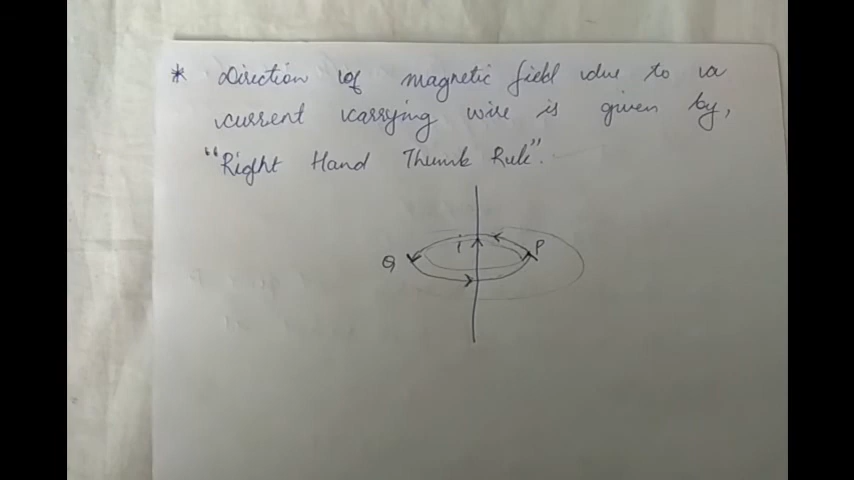 * Direction of magnetic field due to a
current carrying wire is given by,
"Right Hand Thumb Rule".
i P
Q